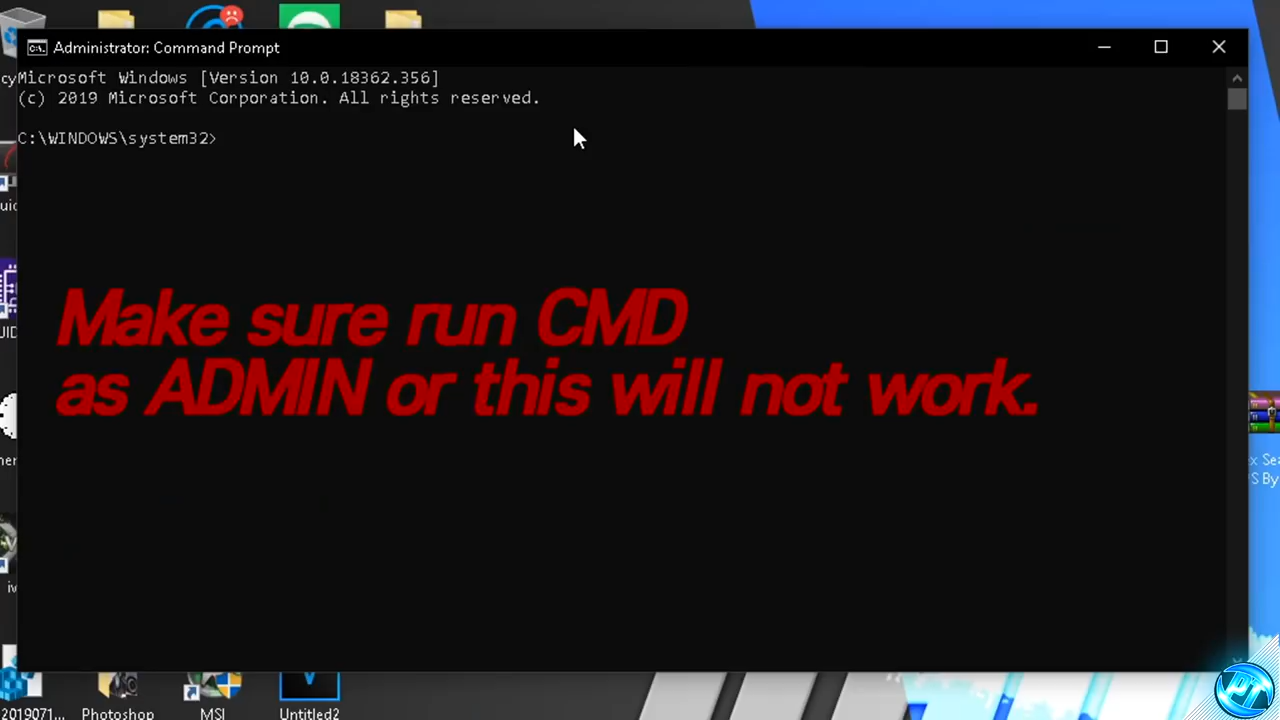 Administrator: Command Prompt
Microsoft Windows [Version 10.0.18362.356]
(c) 2019 Microsoft Corporation. All rights reserved.
C:\WINDOWS\system32>
Make sure run CMD
as ADMIN or this will not work.
2019071...
Photoshop
MSI
Untitled2